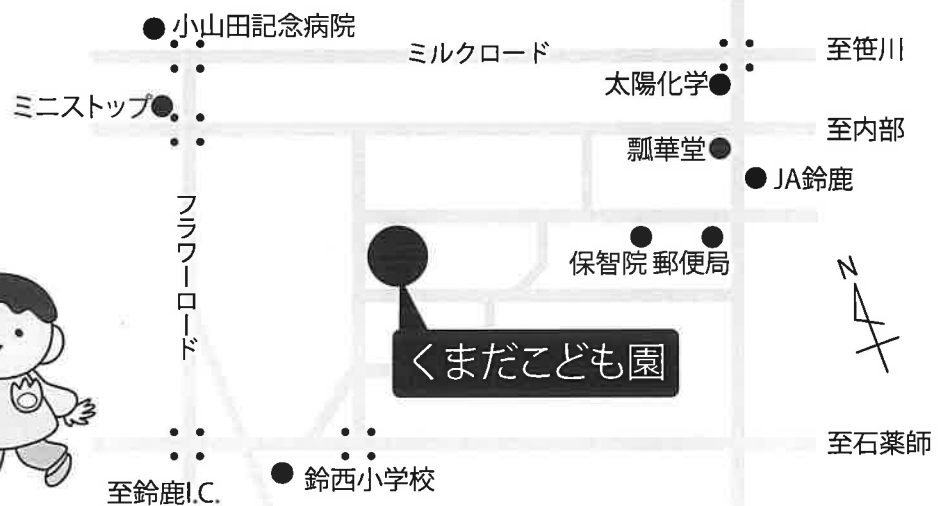 小山田記念病院
ミルクロード
至笹川
太陽化学
ミニストップ
至内部
瓢華堂
JA鈴鹿
フラワーロード
保智院
郵便局
N
くまだこども園
至石薬師
鈴西小学校
至鈴鹿I.C.